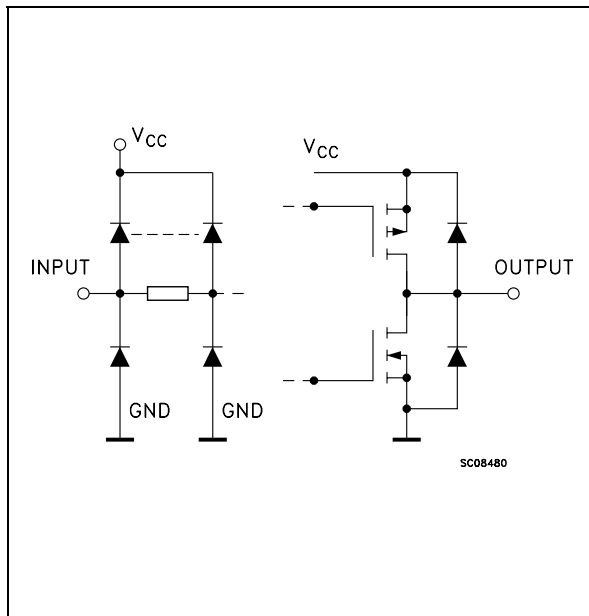 VCC
VCC
INPUT
OUTPUT
GND
GND
SC08480